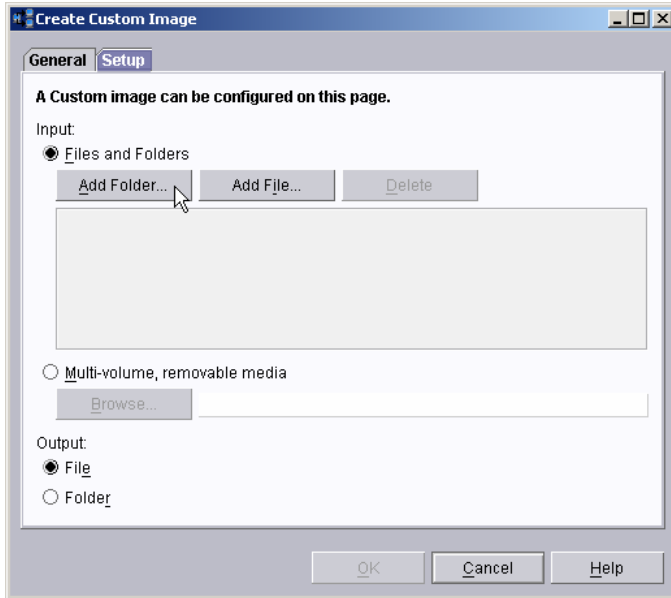 Create Custom Image
General Setup
A Custom image can be configured on this page.
Input:
Files and Folders
Add Folder... Add File... Delete
Multi-volume, removable media
Browse...
Output:
File
Folder
OK Cancel Help